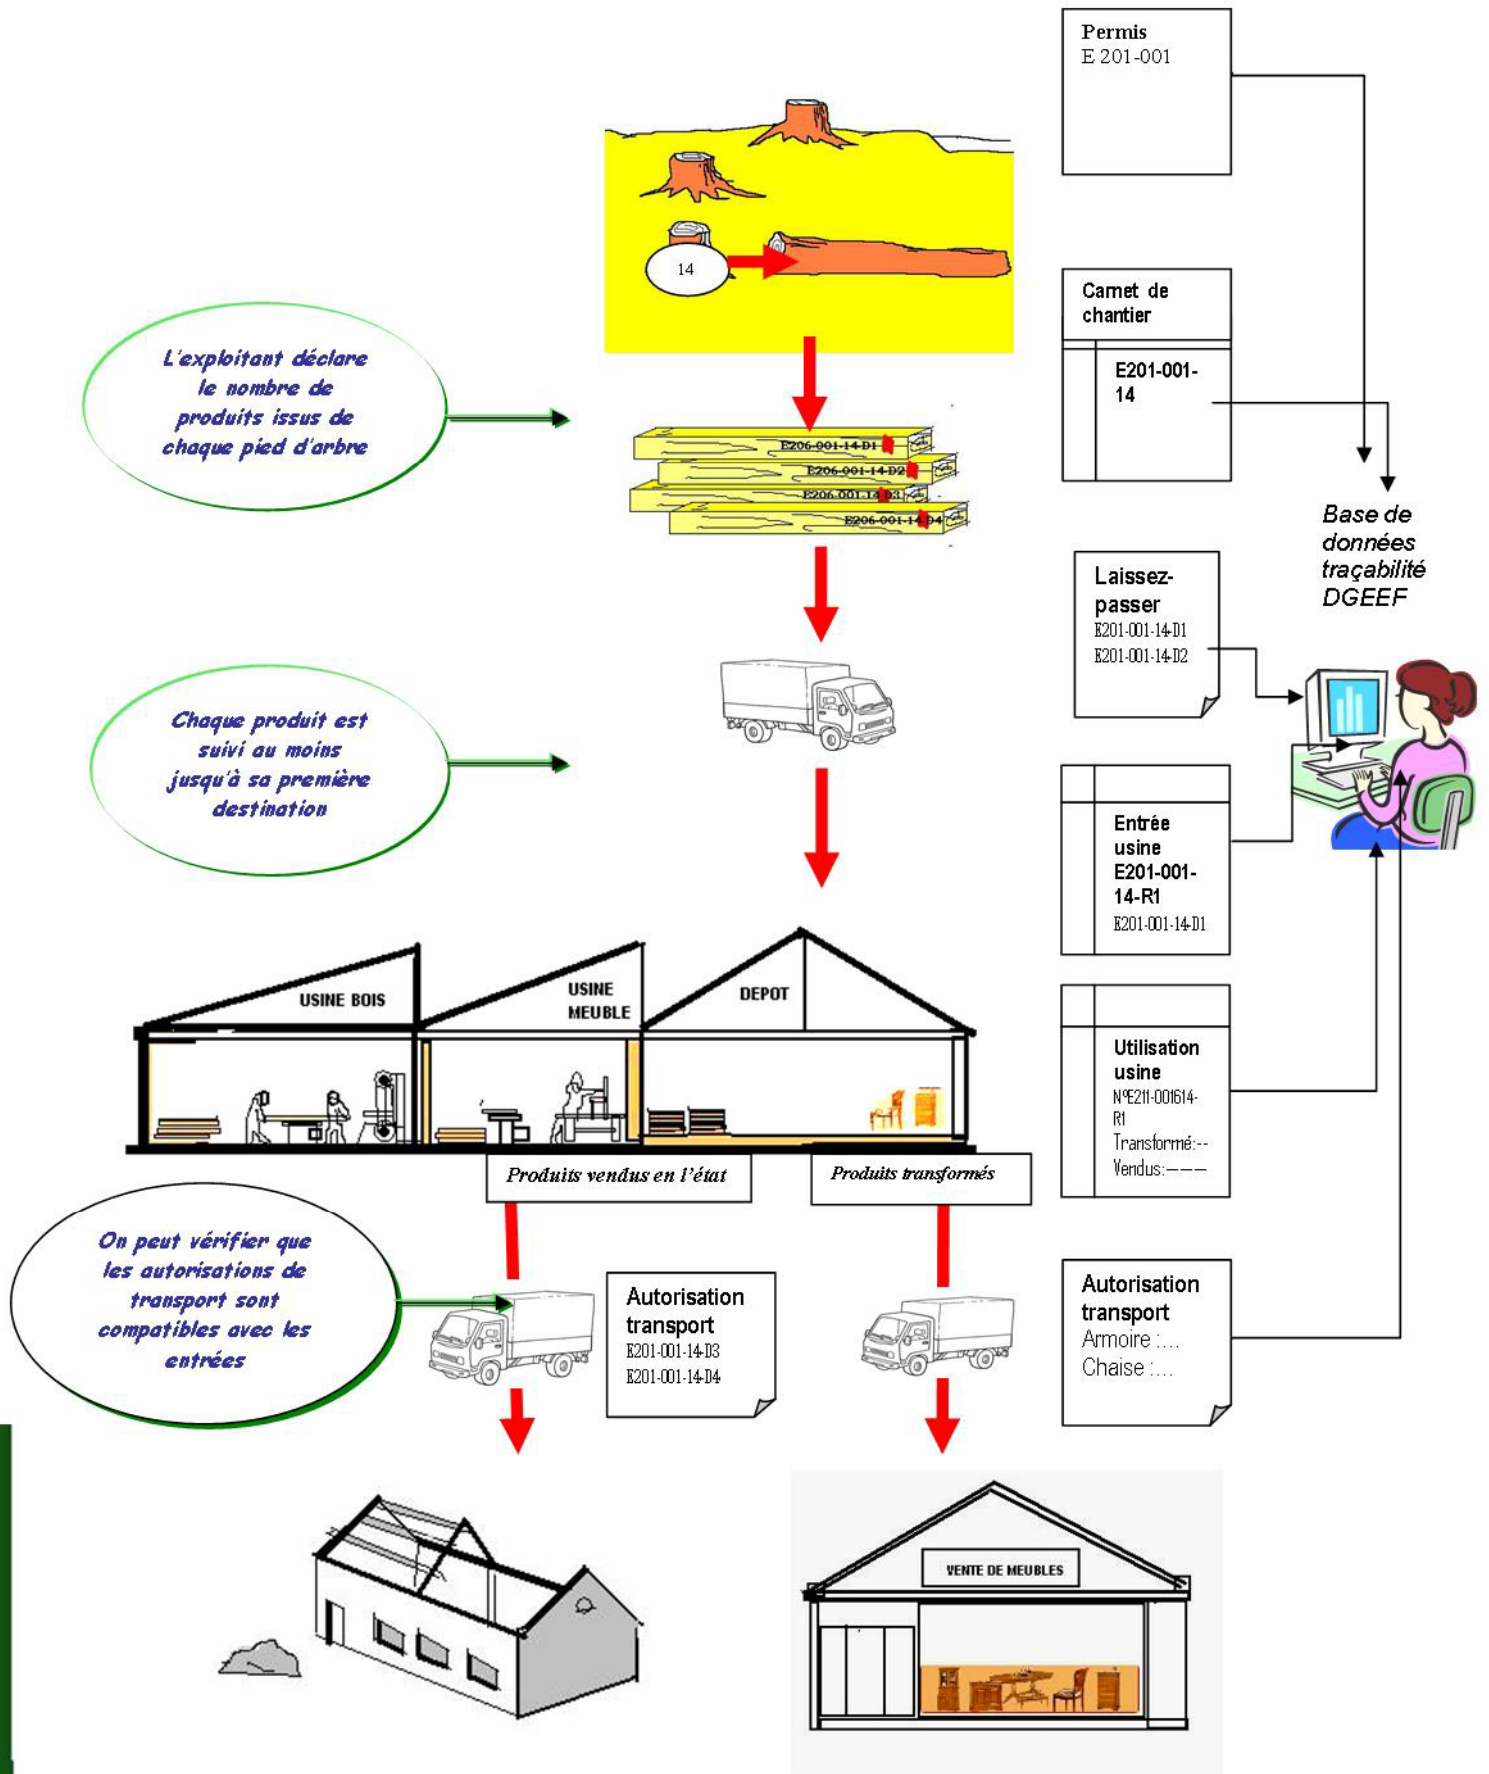 Permis
E 201-001
14
Carnet de
chantier
E201-001-
14
L'exploitant déclare
le nombre de
produits issus de
chaque pied d'arbre
E206-001-14-D1
E206-001-14-D2
E206-001-14-D3
E206-001-14-D4
Base de
données
traçabilité
DGEEF
Laissez-
passer
E201-001-14-D1
E201-001-14-D2
Chaque produit est
suivi au moins
jusqu'à sa première
destination
Entrée
usine
E201-001-
14-R1
E201-001-14-D1
USINE BOIS
USINE
MEUBLE
DEPOT
Utilisation
usine
N°E211-001614-
R1
Transformé:--
Vendus:---
Produits vendus en l'état
Produits transformés
On peut vérifier que
les autorisations de
transport sont
compatibles avec les
entrées
Autorisation
transport
E201-001-14-D3
E201-001-14-D4
Autorisation
transport
Armoire :...
Chaise :...
VENTE DE MEUBLES